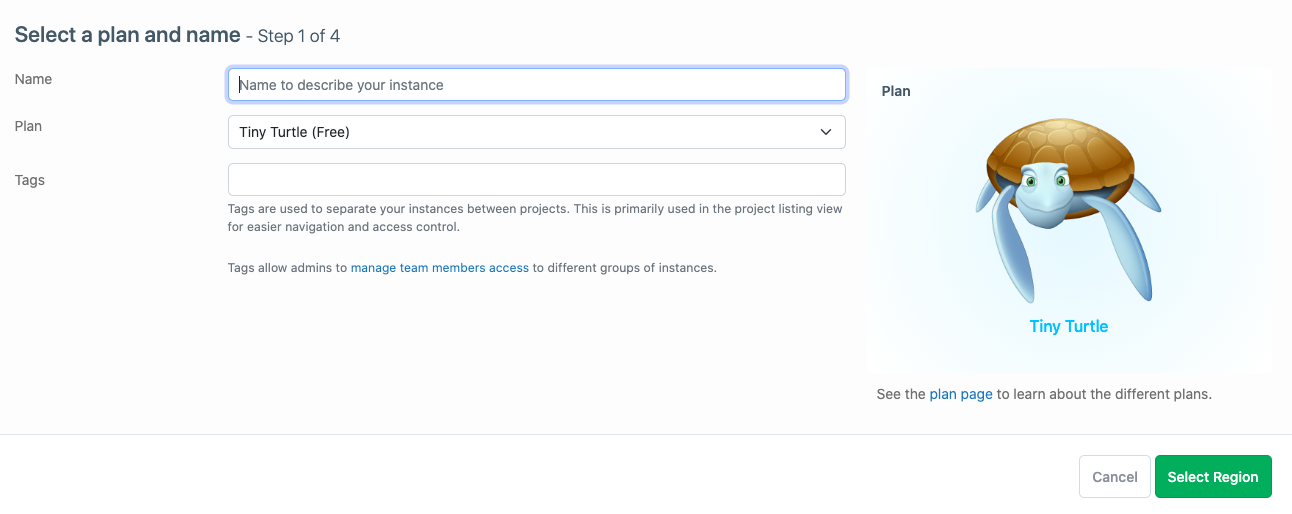 Select a plan and name - Step 1 of 4
Name
Name to describe your instance
Plan
Tiny Turtle (Free)
Tags
Tags are used to separate your instances between projects. This is primarily used in the project listing view
for easier navigation and access control.
Tags allow admins to manage team members access to different groups of instances.
Plan
Tiny Turtle
See the plan page to learn about the different plans.
Cancel
Select Region